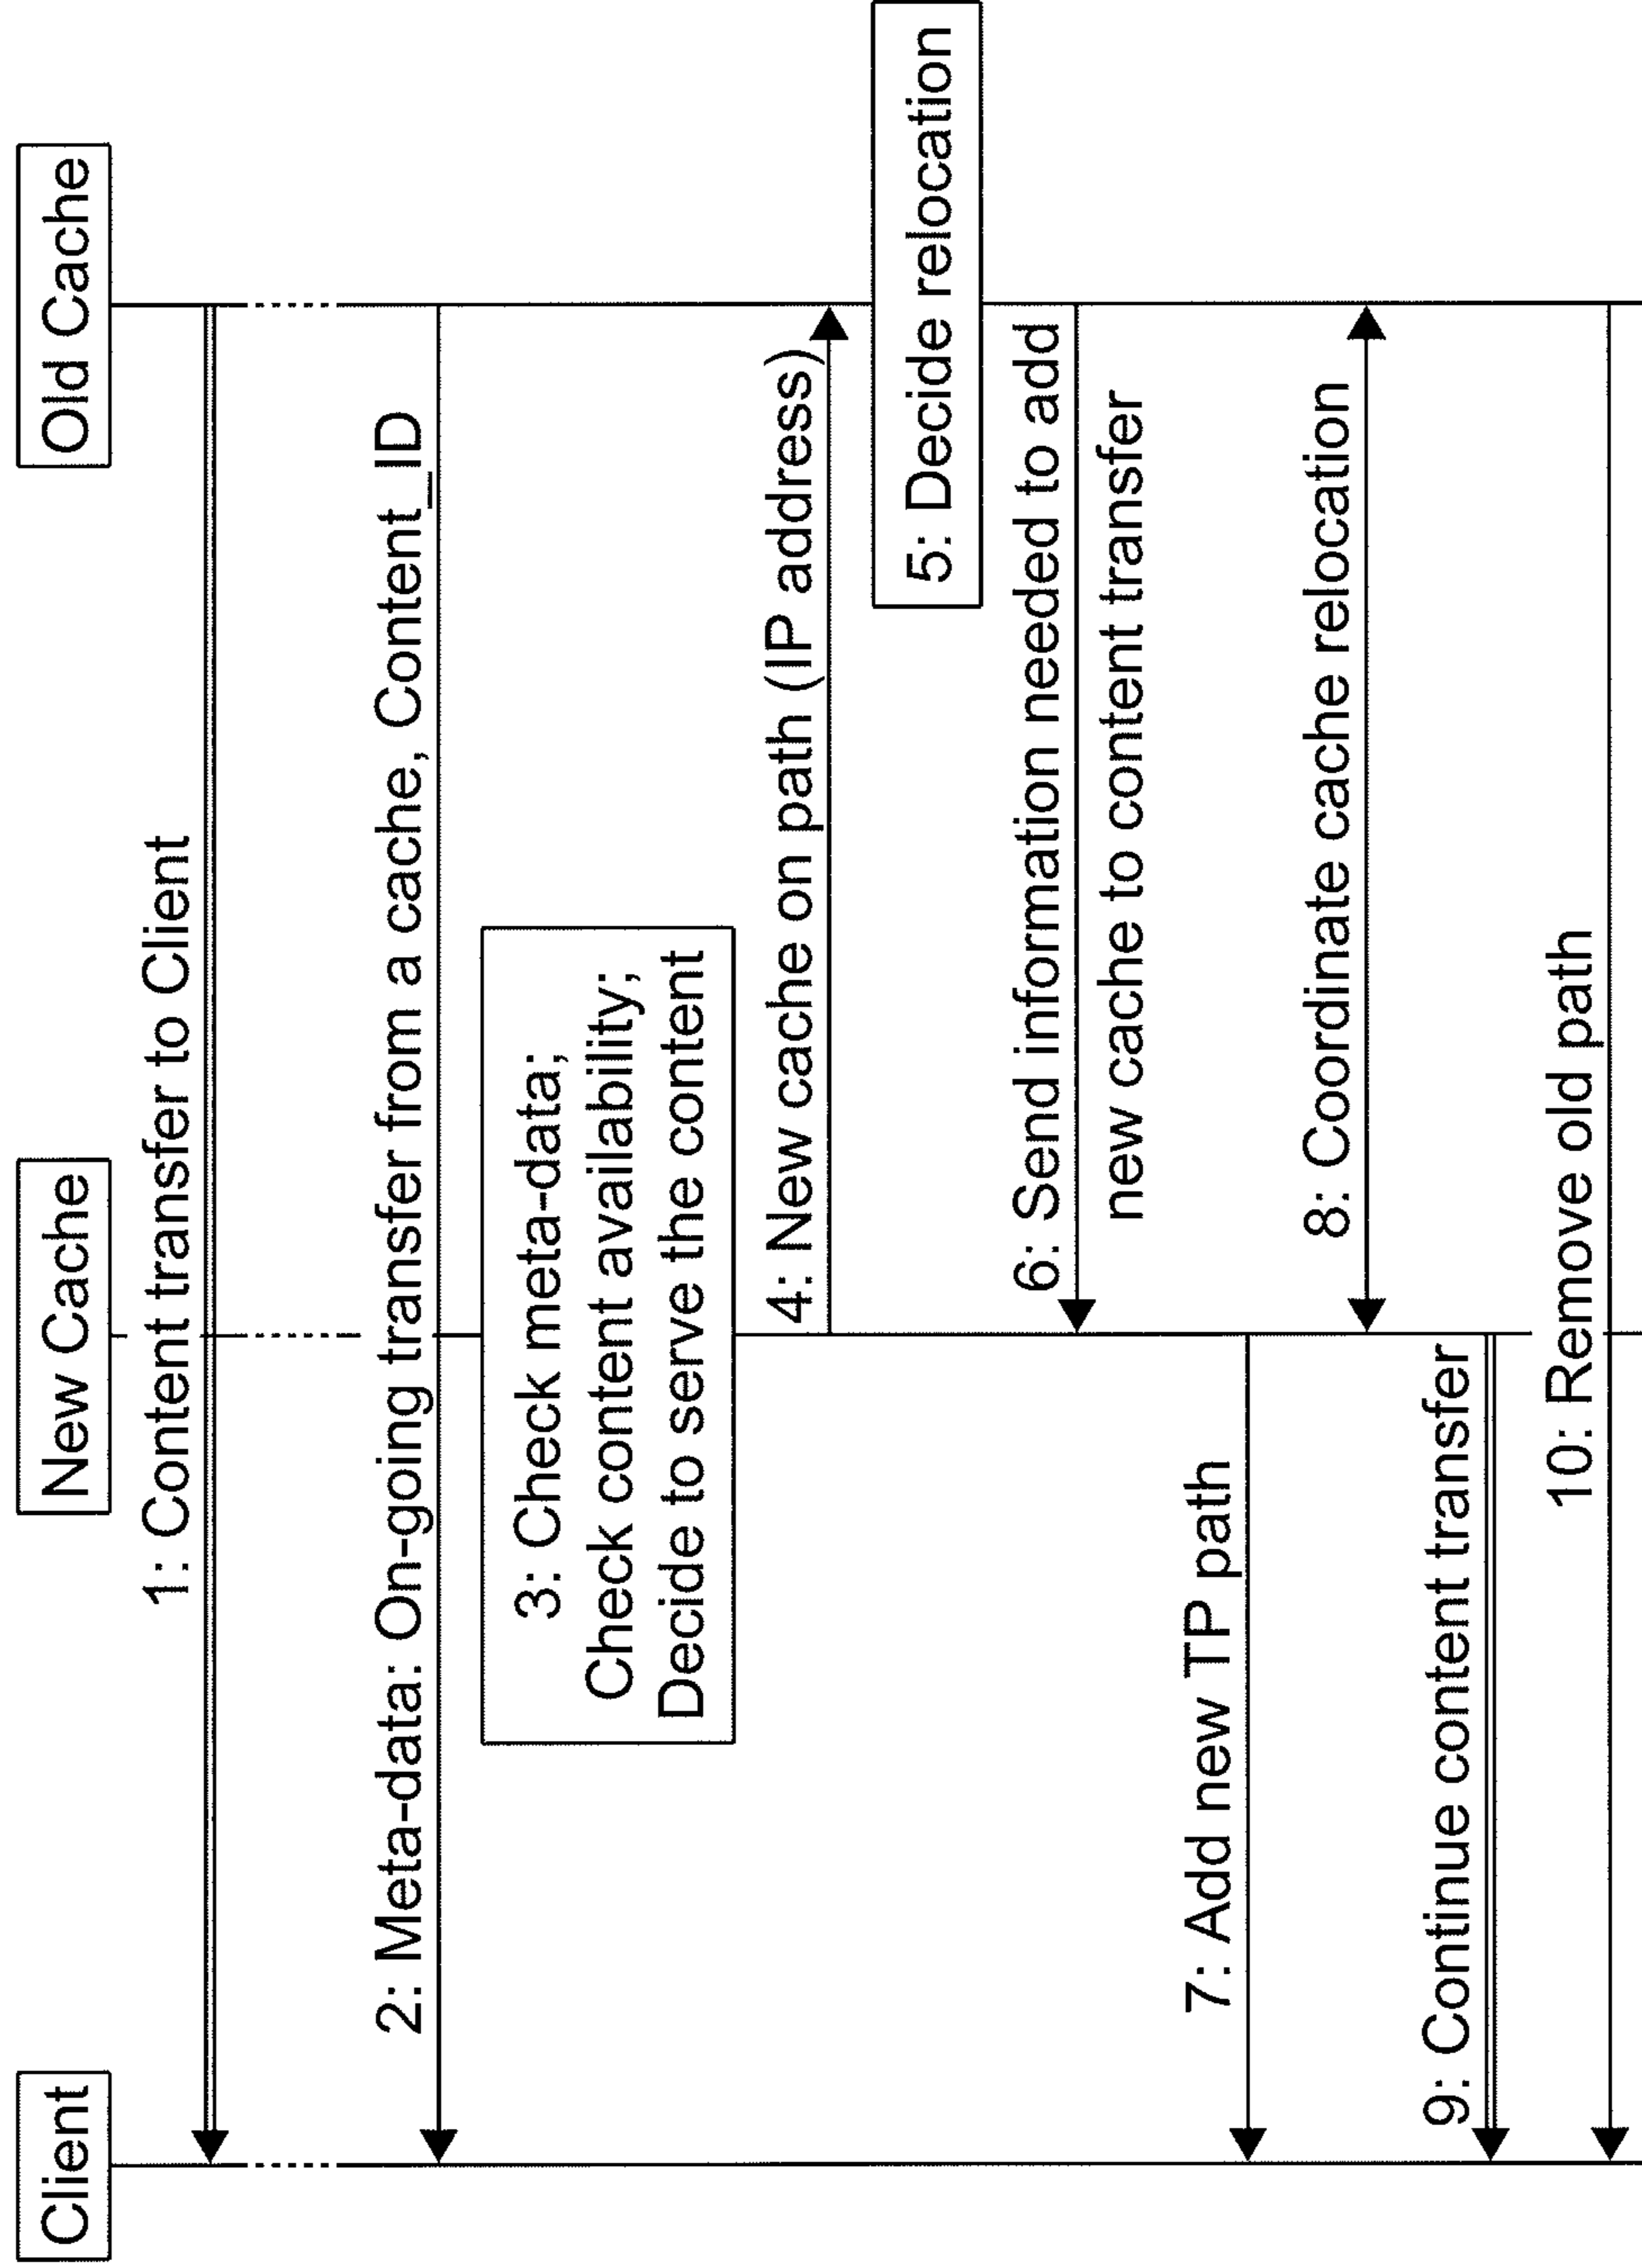 Client
New Cache
Old Cache
1: Content transfer to Client
2: Meta-data: On-going transfer from a cache, Content_ID
3: Check meta-data;
Check content availability;
Decide to serve the content
4: New cache on path (IP address)
5: Decide relocation
6: Send information needed to add
new cache to content transfer
7: Add new TP path
8: Coordinate cache relocation
9: Continue content transfer
10: Remove old path